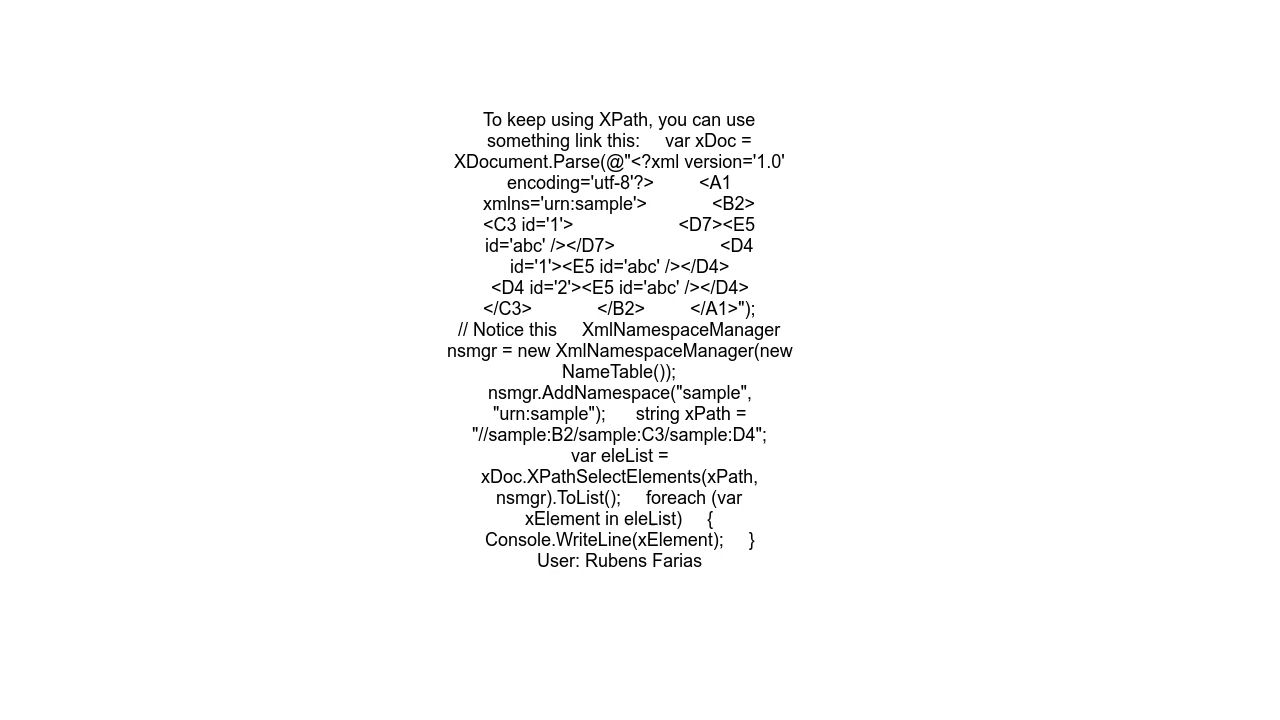 To keep using XPath, you can use
something link this:     var xDoc =
XDocument.Parse(@"<?xml version='1.0'
encoding='utf-8'?>         <A1
xmlns='urn:sample'>             <B2>
<C3 id='1'>                     <D7><E5
id='abc' /></D7>                     <D4
id='1'><E5 id='abc' /></D4>
<D4 id='2'><E5 id='abc' /></D4>
</C3>             </B2>         </A1>");
// Notice this     XmlNamespaceManager
nsmgr = new XmlNamespaceManager(new
NameTable());
nsmgr.AddNamespace("sample",
"urn:sample");      string xPath =
"//sample:B2/sample:C3/sample:D4";
var eleList =
xDoc.XPathSelectElements(xPath,
nsmgr).ToList();     foreach (var
xElement in eleList)     {
Console.WriteLine(xElement);     }
User: Rubens Farias